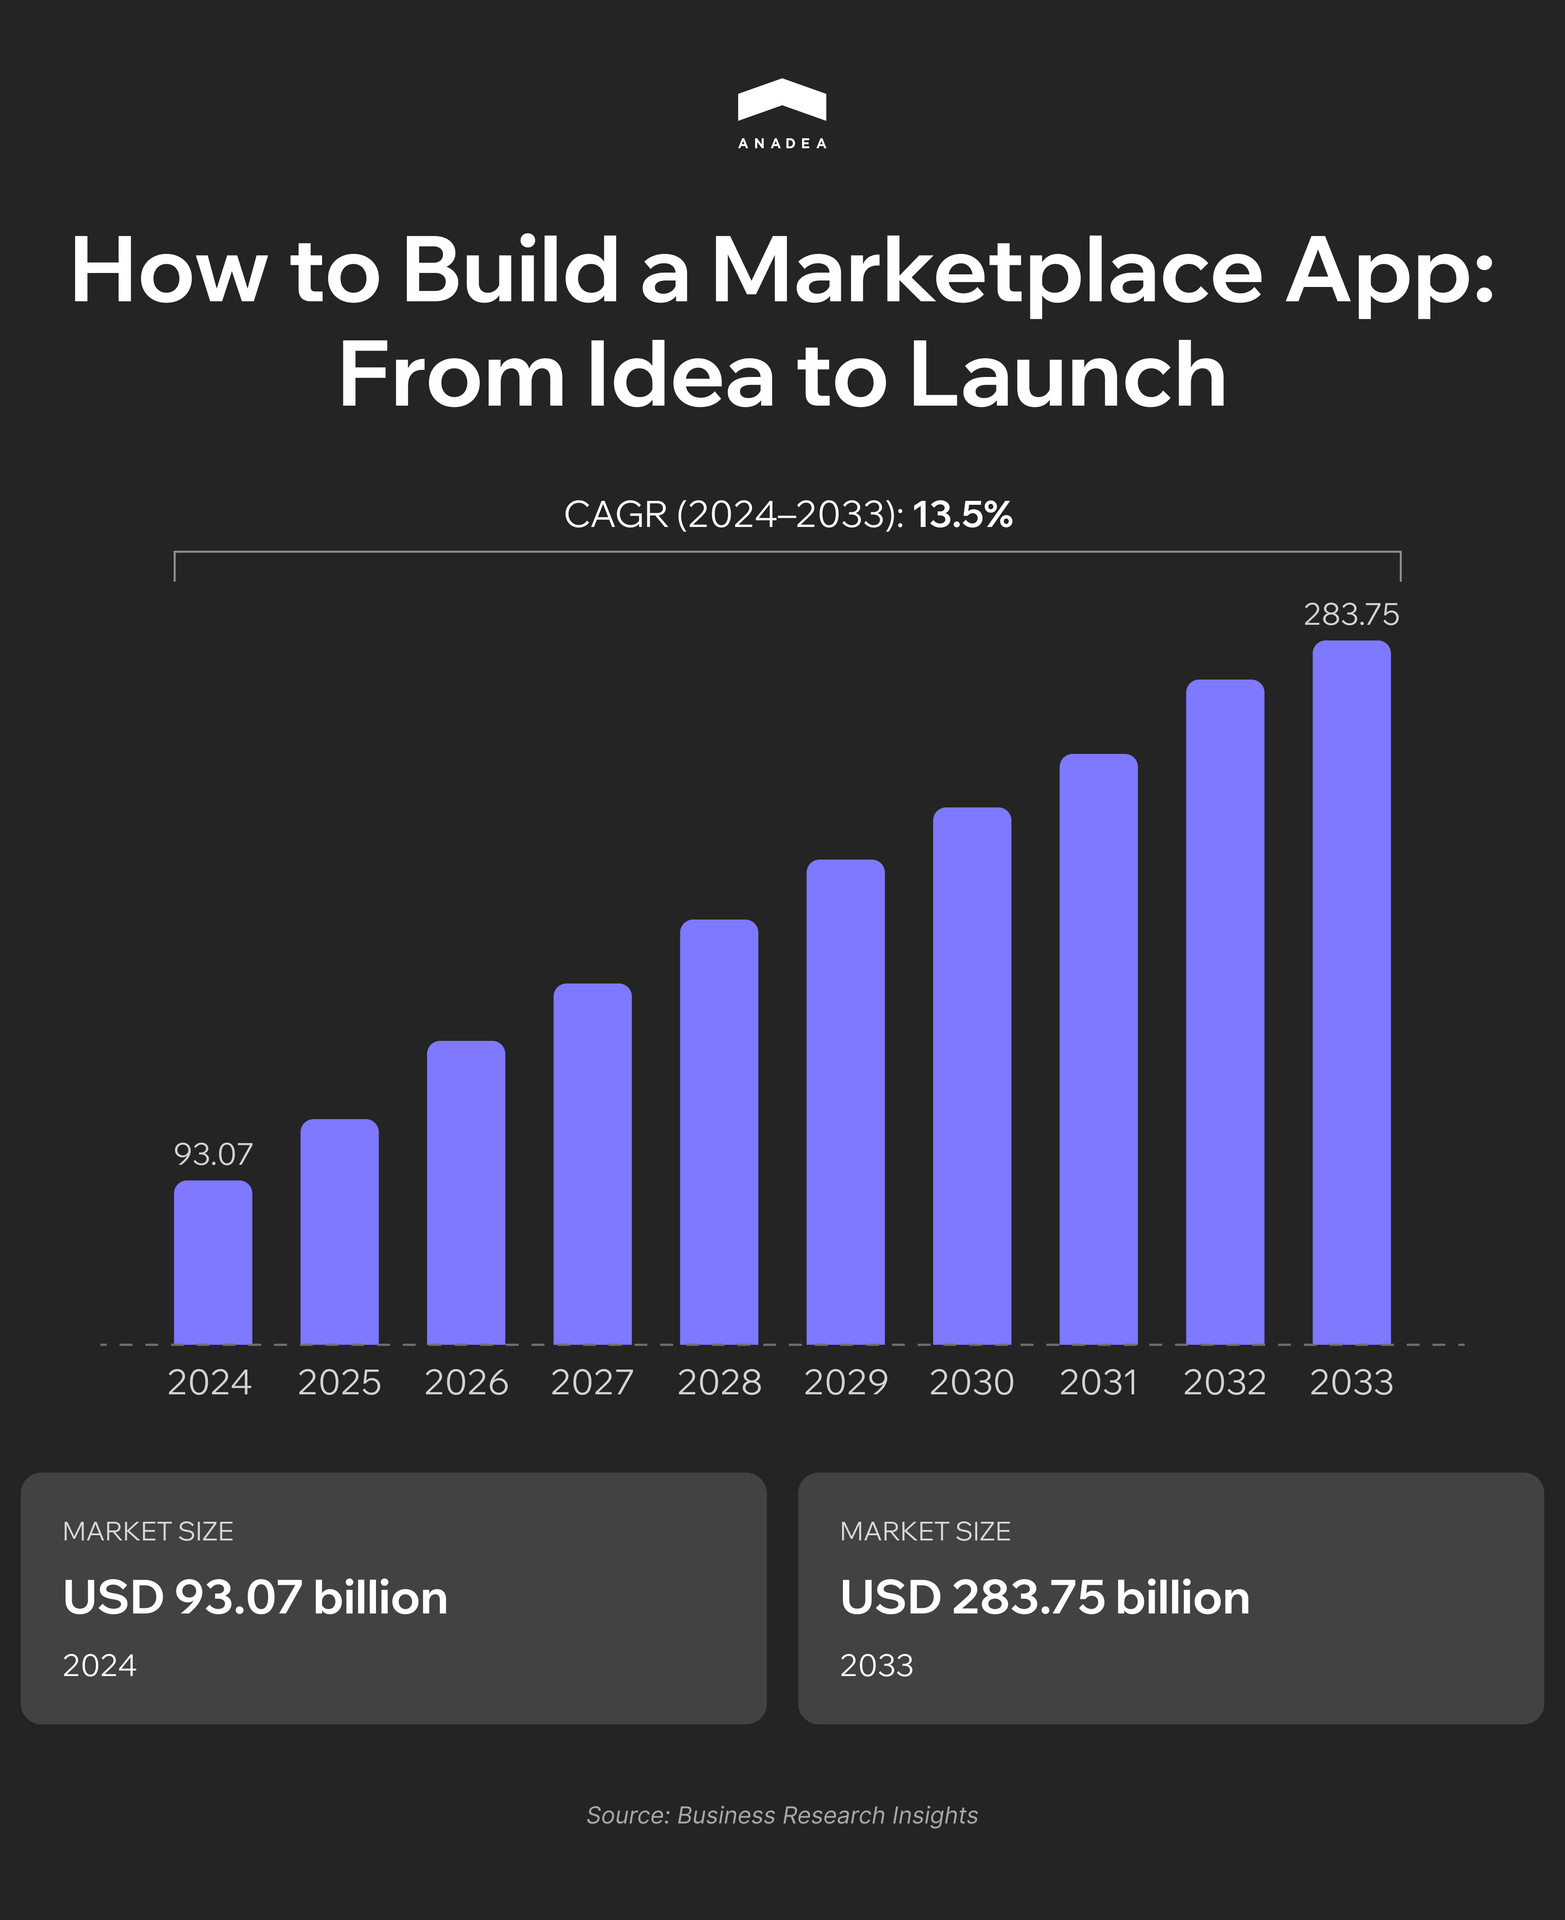 ANADEA
How to Build a Marketplace App:
From Idea to Launch
CAGR (2024–2033): 13.5%
283.75
93.07
2024 2025 2026 2027 2028 2029 2030 2031 2032 2033
MARKET SIZE
USD 93.07 billion
2024
MARKET SIZE
USD 283.75 billion
2033
Source: Business Research Insights